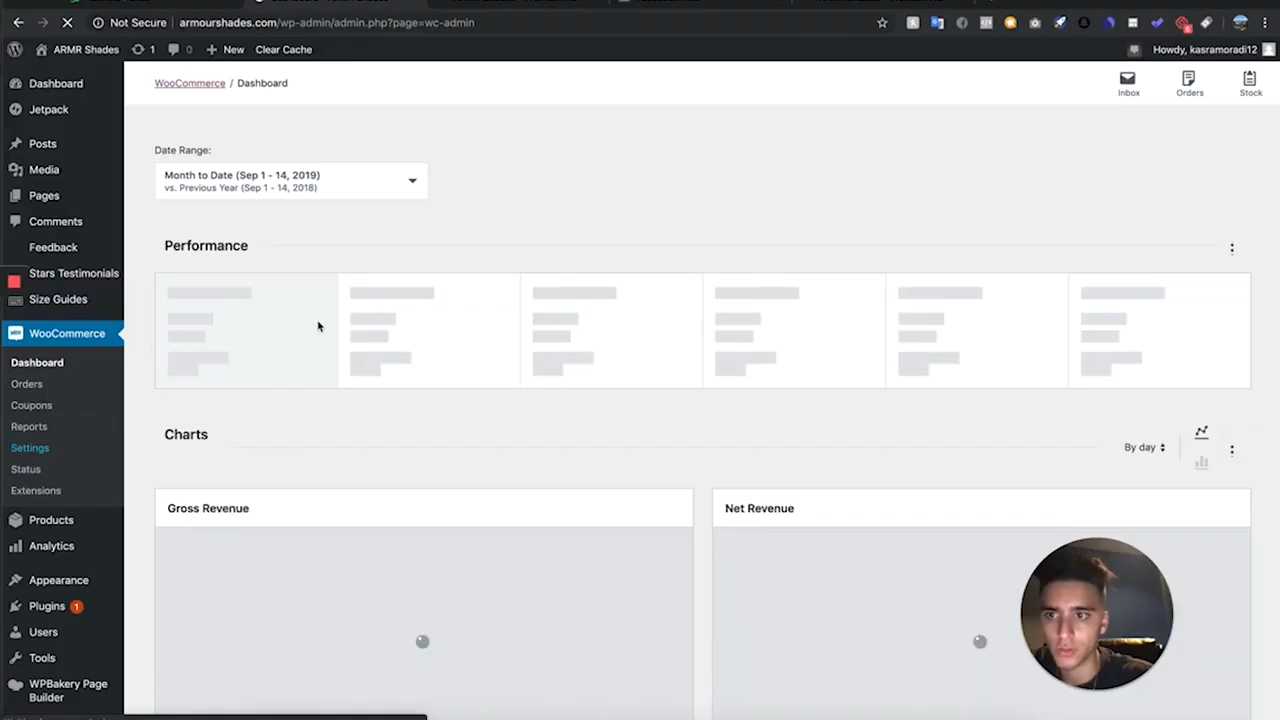 Not Secure
armourshades.com/wp-admin/admin.php?page=wc-admin
ARMR Shades
1
0
New
Clear Cache
Howdy, kasramoradi12
Dashboard
Jetpack
Posts
Media
Pages
Comments
Feedback
Stars Testimonials
Size Guides
WooCommerce
Dashboard
Orders
Coupons
Reports
Settings
Status
Extensions
Products
Analytics
Appearance
Plugins 1
Users
Tools
WPBakery Page
Builder
WooCommerce / Dashboard
Inbox
Orders
Stock
Date Range:
Month to Date (Sep 1 - 14, 2019)
vs. Previous Year (Sep 1 - 14, 2018)
Performance
Charts
By day
Gross Revenue
Net Revenue